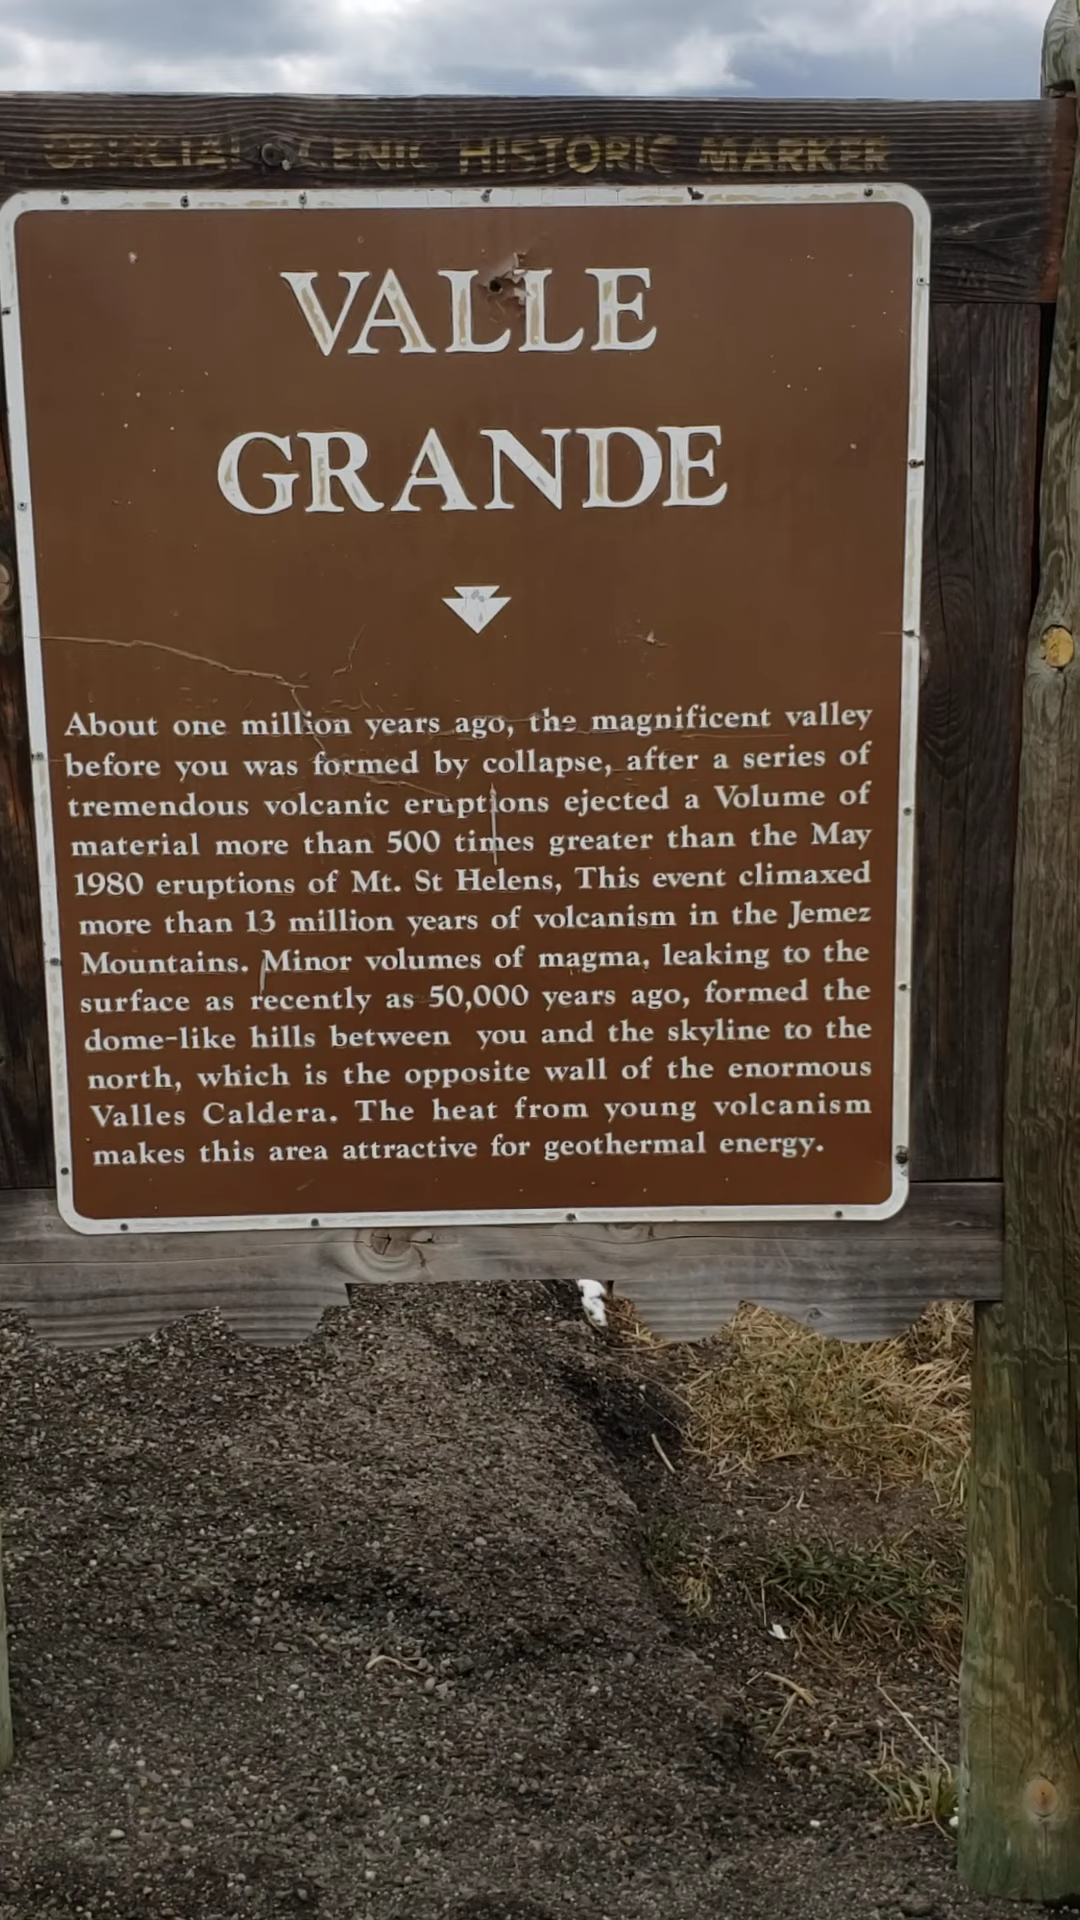 OFFICIAL SCENIC HISTORIC MARKER
VALLE
GRANDE
About one million years ago, the magnificent valley
before you was formed by collapse, after a series of
tremendous volcanic eruptions ejected a Volume of
material more than 500 times greater than the May
1980 eruptions of Mt. St Helens, This event climaxed
more than 13 million years of volcanism in the Jemez
Mountains. Minor volumes of magma, leaking to the
surface as recently as 50,000 years ago, formed the
dome-like hills between you and the skyline to the
north, which is the opposite wall of the enormous
Valles Caldera. The heat from young volcanism
makes this area attractive for geothermal energy.